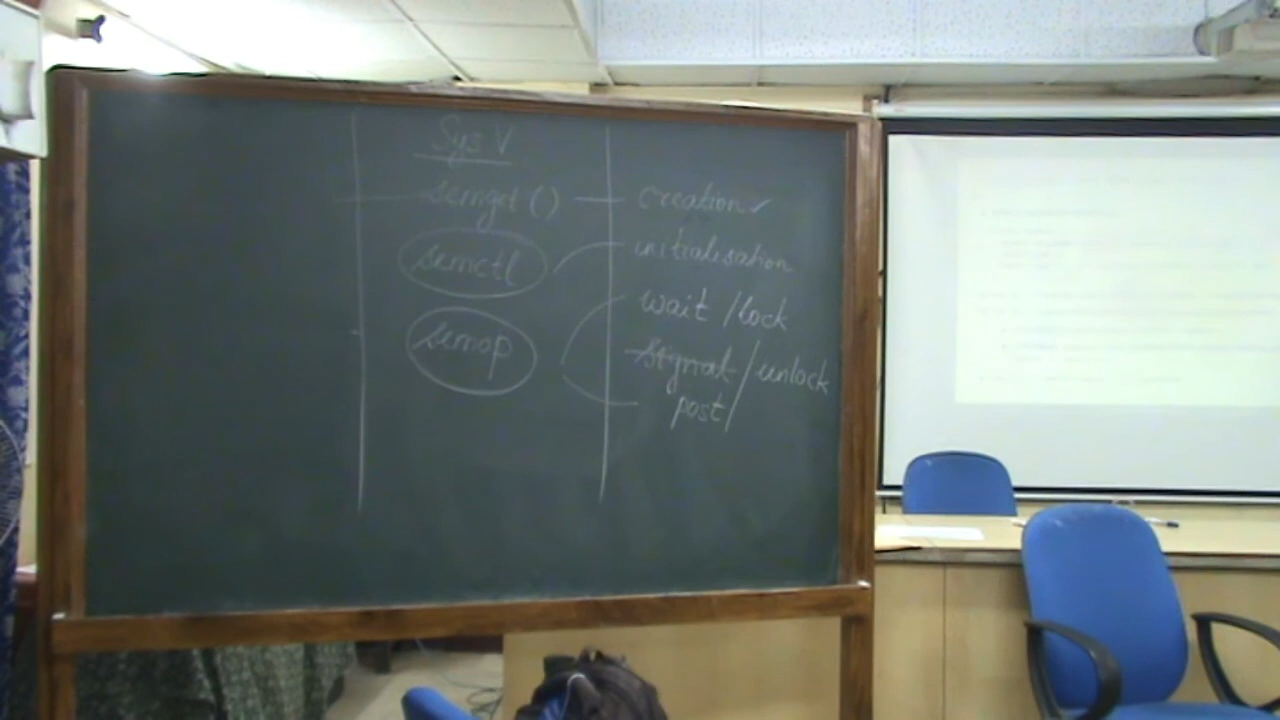 Sys V
semget () — creation ✓
semctl initialisation
semop wait / lock
signal / unlock
post /